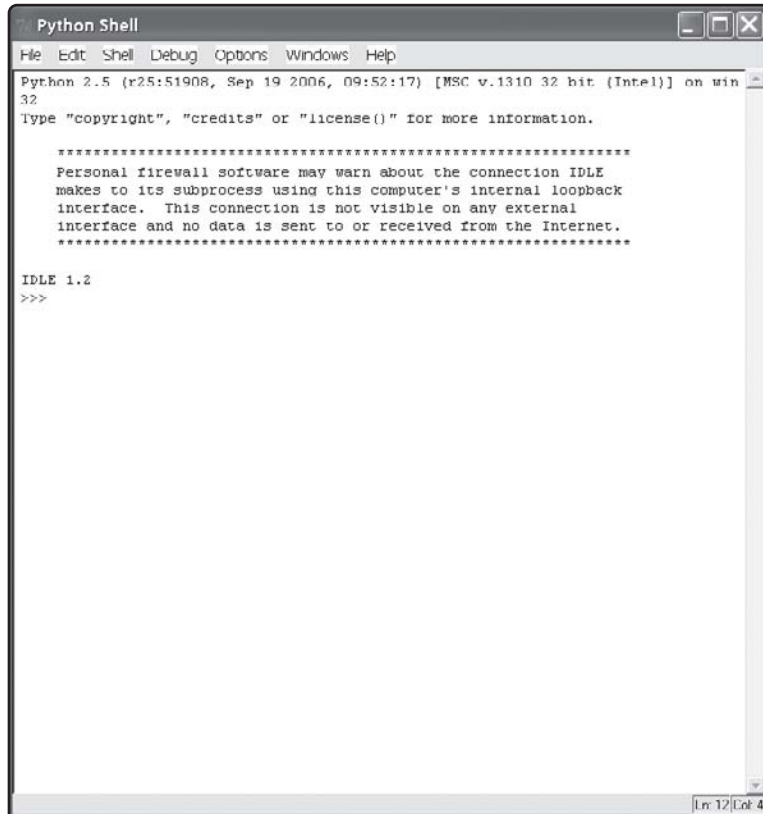 Python Shell
File Edit Shell Debug Options Windows Help
Python 2.5 (r25:51908, Sep 19 2006, 09:52:17) [MSC v.1310 32 bit (Intel)] on win
32
Type "copyright", "credits" or "license()" for more information.
****************************************************************
Personal firewall software may warn about the connection IDLE
makes to its subprocess using this computer's internal loopback
interface.  This connection is not visible on any external
interface and no data is sent to or received from the Internet.
****************************************************************
IDLE 1.2
>>>
Ln: 12 Col: 4